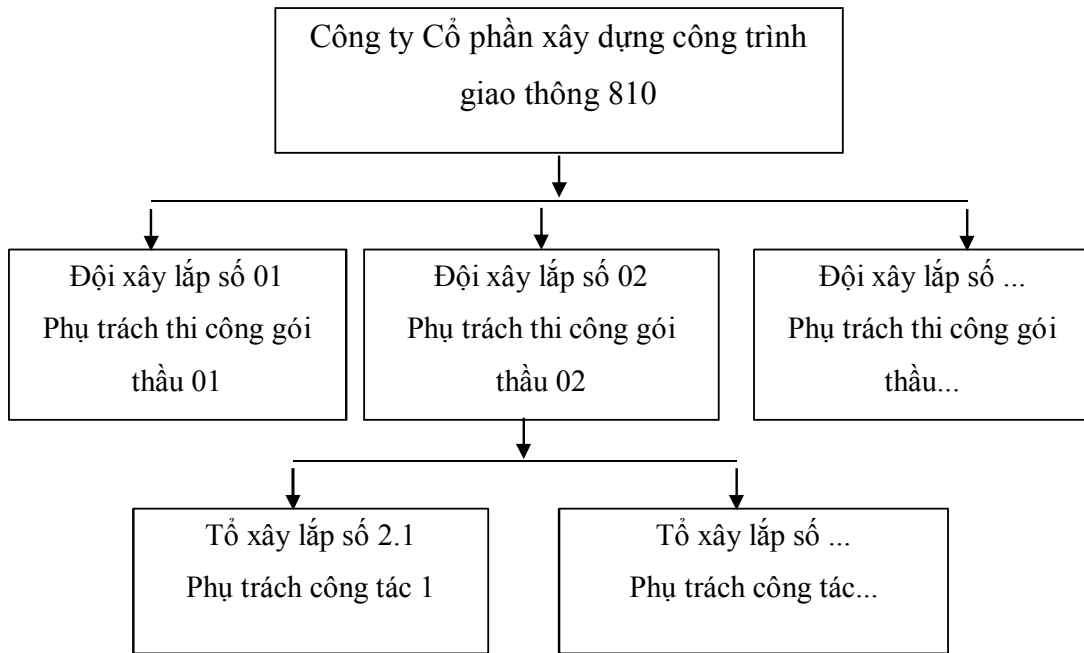 Công ty Cổ phần xây dựng công trình
giao thông 810
Đội xây lắp số 01
Phụ trách thi công gói
thầu 01
Đội xây lắp số 02
Phụ trách thi công gói
thầu 02
Đội xây lắp số ...
Phụ trách thi công gói
thầu...
Tổ xây lắp số 2.1
Phụ trách công tác 1
Tổ xây lắp số ...
Phụ trách công tác...